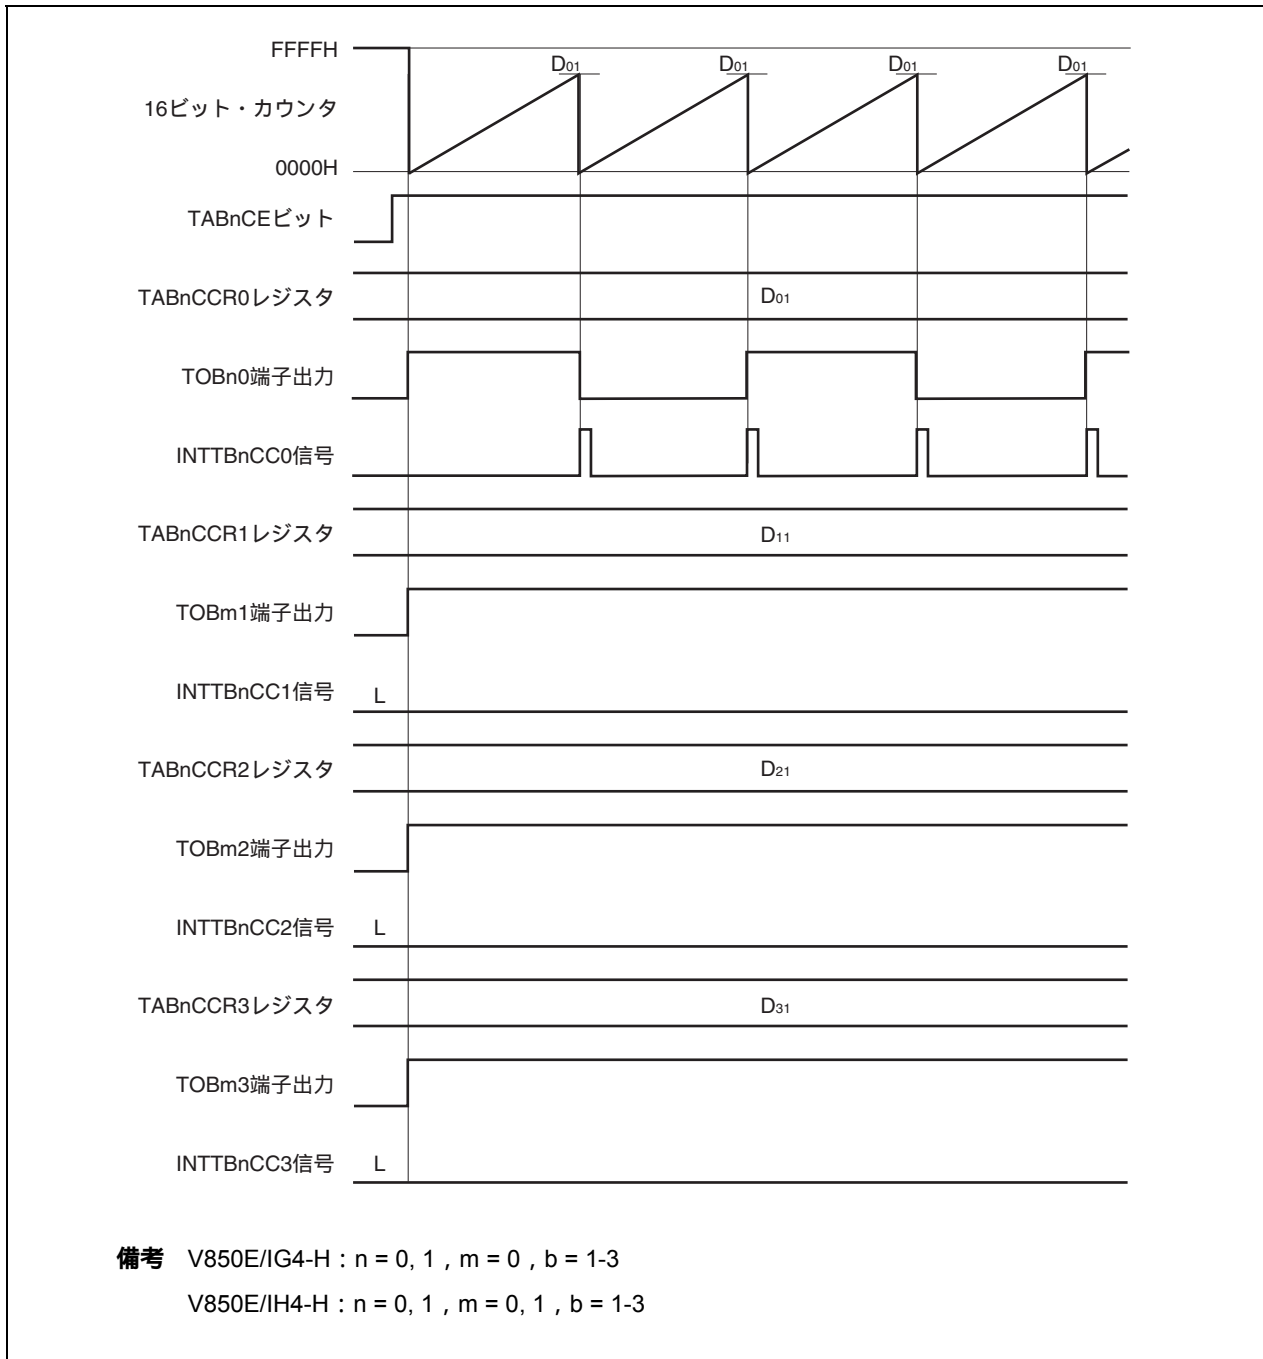 FFFFH
D01 D01 D01 D01
16ビット・カウンタ
0000H
TABnCEビット
TABnCCR0レジスタ D01
TOBn0端子出力
INTTBnCC0信号
TABnCCR1レジスタ D11
TOBm1端子出力
INTTBnCC1信号 L
TABnCCR2レジスタ D21
TOBm2端子出力
INTTBnCC2信号 L
TABnCCR3レジスタ D31
TOBm3端子出力
INTTBnCC3信号 L
備考 V850E/IG4-H : n = 0, 1 , m = 0 , b = 1-3
V850E/IH4-H : n = 0, 1 , m = 0, 1 , b = 1-3